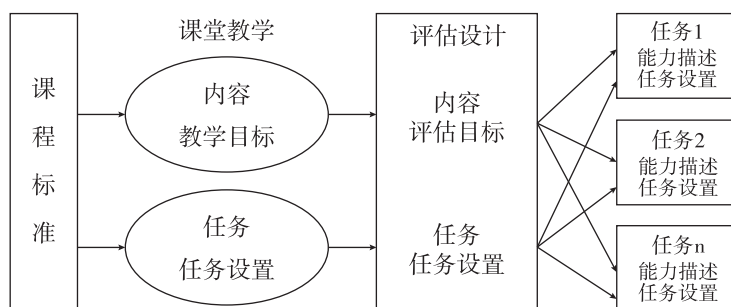 课程标准
课堂教学
内容
教学目标
任务
任务设置
评估设计
内容
评估目标
任务
任务设置
任务1
能力描述
任务设置
任务2
能力描述
任务设置
任务n
能力描述
任务设置